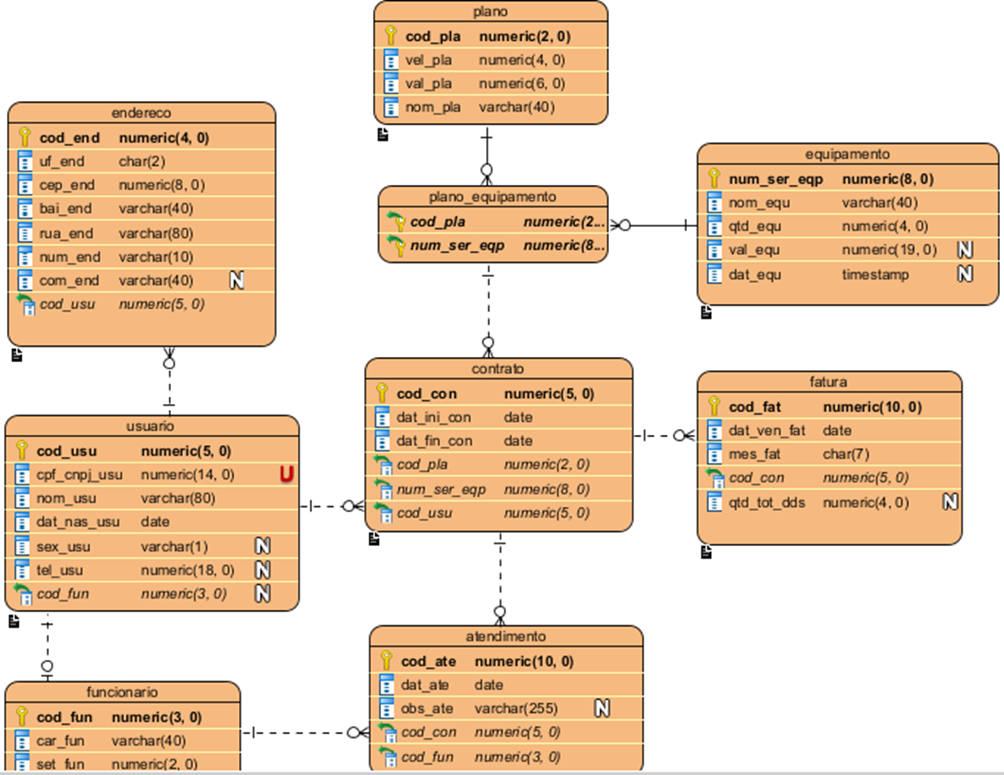 plano
cod_pla numeric(2, 0)
vel_pla numeric(4, 0)
val_pla numeric(6, 0)
nom_pla varchar(40)
endereco
cod_end numeric(4, 0)
uf_end char(2)
cep_end numeric(8, 0)
bai_end varchar(40)
rua_end varchar(80)
num_end varchar(10)
com_end varchar(40) N
cod_usu numeric(5, 0)
plano_equipamento
cod_pla numeric(2...
num_ser_eqp numeric(8...
equipamento
num_ser_eqp numeric(8, 0)
nom_equ varchar(40)
qtd_equ numeric(4, 0)
val_equ numeric(19, 0) N
dat_equ timestamp N
contrato
cod_con numeric(5, 0)
dat_ini_con date
dat_fin_con date
cod_pla numeric(2, 0)
num_ser_eqp numeric(8, 0)
cod_usu numeric(5, 0)
fatura
cod_fat numeric(10, 0)
dat_ven_fat date
mes_fat char(7)
cod_con numeric(5, 0)
qtd_tot_dds numeric(4, 0) N
usuario
cod_usu numeric(5, 0)
cpf_cnpj_usu numeric(14, 0) U
nom_usu varchar(80)
dat_nas_usu date
sex_usu varchar(1) N
tel_usu numeric(18, 0) N
cod_fun numeric(3, 0) N
funcionario
cod_fun numeric(3, 0)
car_fun varchar(40)
set_fun numeric(2, 0)
atendimento
cod_ate numeric(10, 0)
dat_ate date
obs_ate varchar(255) N
cod_con numeric(5, 0)
cod_fun numeric(3, 0)